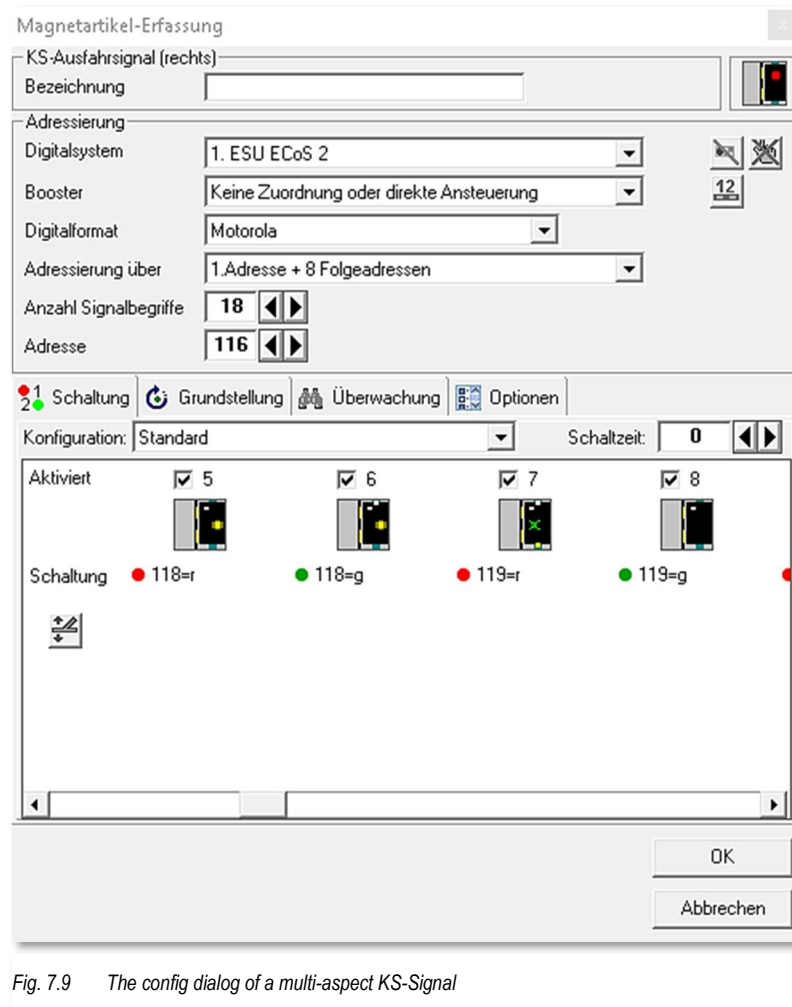 Magnetartikel-Erfassung x
KS-Ausfahrsignal (rechts)
Bezeichnung
Adressierung
Digitalsystem 1. ESU ECoS 2
Booster Keine Zuordnung oder direkte Ansteuerung 12
Digitalformat Motorola
Adressierung über 1.Adresse + 8 Folgeadressen
Anzahl Signalbegriffe 18
Adresse 116
1 2 Schaltung Grundstellung Überwachung Optionen
Konfiguration: Standard Schaltzeit: 0
Aktiviert 5 6 7 8
Schaltung 118=r 118=g 119=r 119=g
OK
Abbrechen
Fig. 7.9 The config dialog of a multi-aspect KS-Signal